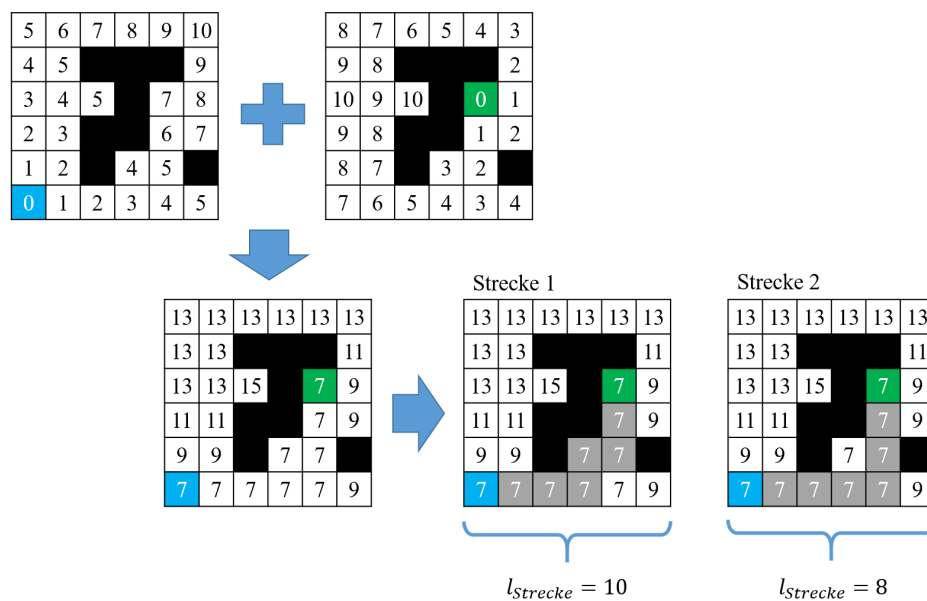 5 6 7 8 9 10
4 5 9
3 4 5 7 8
2 3 6 7
1 2 4 5
0 1 2 3 4 5
8 7 6 5 4 3
9 8 2
10 9 10 0 1
9 8 1 2
8 7 3 2
7 6 5 4 3 4
13 13 13 13 13 13
13 13 11
13 13 15 7 9
11 11 7 9
9 9 7 7
7 7 7 7 7 9
Strecke 1
13 13 13 13 13 13
13 13 11
13 13 15 7 9
11 11 7 9
9 9 7 7
7 7 7 7 7 9
l_Strecke = 10
Strecke 2
13 13 13 13 13 13
13 13 11
13 13 15 7 9
11 11 7 9
9 9 7 7
7 7 7 7 7 9
l_Strecke = 8